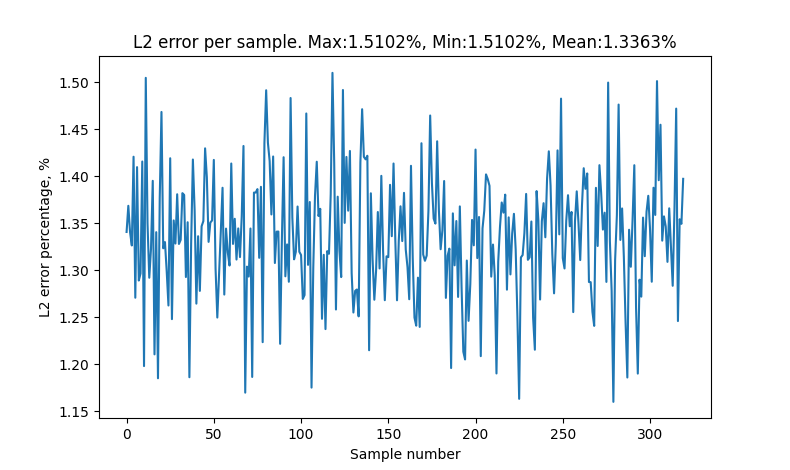 L2 error per sample. Max:1.5102%, Min:1.5102%, Mean:1.3363%
1.50
1.45
1.40
1.35
1.30
1.25
1.20
1.15
L2 error percentage, %
0 50 100 150 200 250 300
Sample number